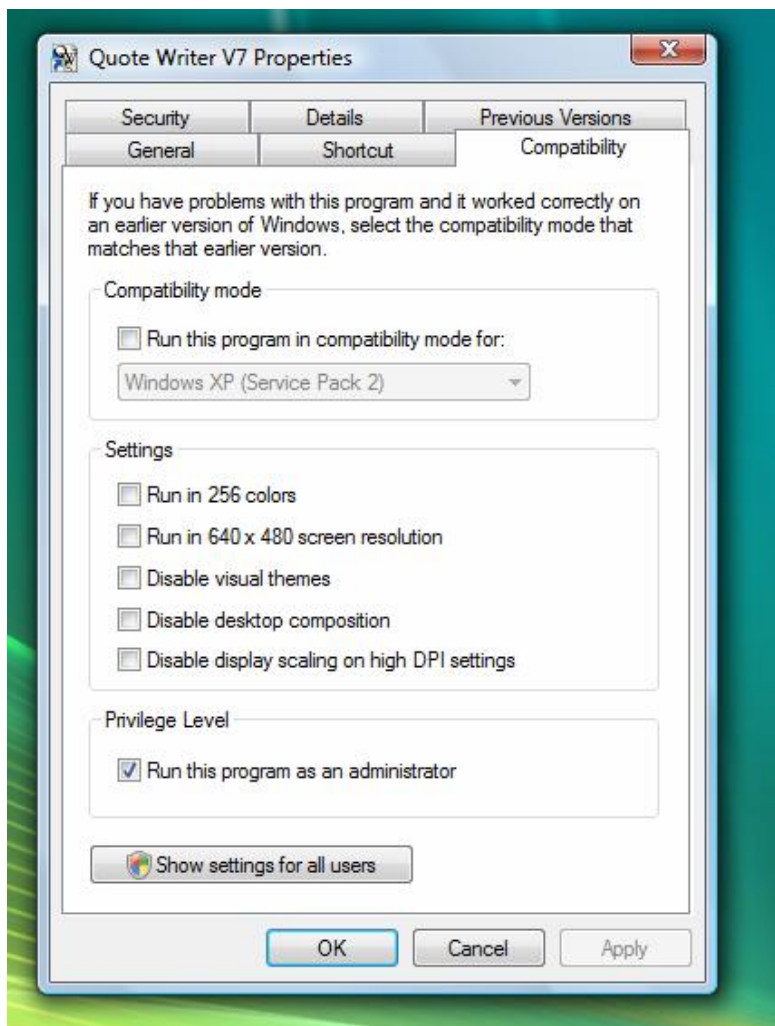 Quote Writer V7 Properties
Security
Details
Previous Versions
General
Shortcut
Compatibility
If you have problems with this program and it worked correctly on
an earlier version of Windows, select the compatibility mode that
matches that earlier version.
Compatibility mode
Run this program in compatibility mode for:
Windows XP (Service Pack 2)
Settings
Run in 256 colors
Run in 640 x 480 screen resolution
Disable visual themes
Disable desktop composition
Disable display scaling on high DPI settings
Privilege Level
Run this program as an administrator
Show settings for all users
OK
Cancel
Apply